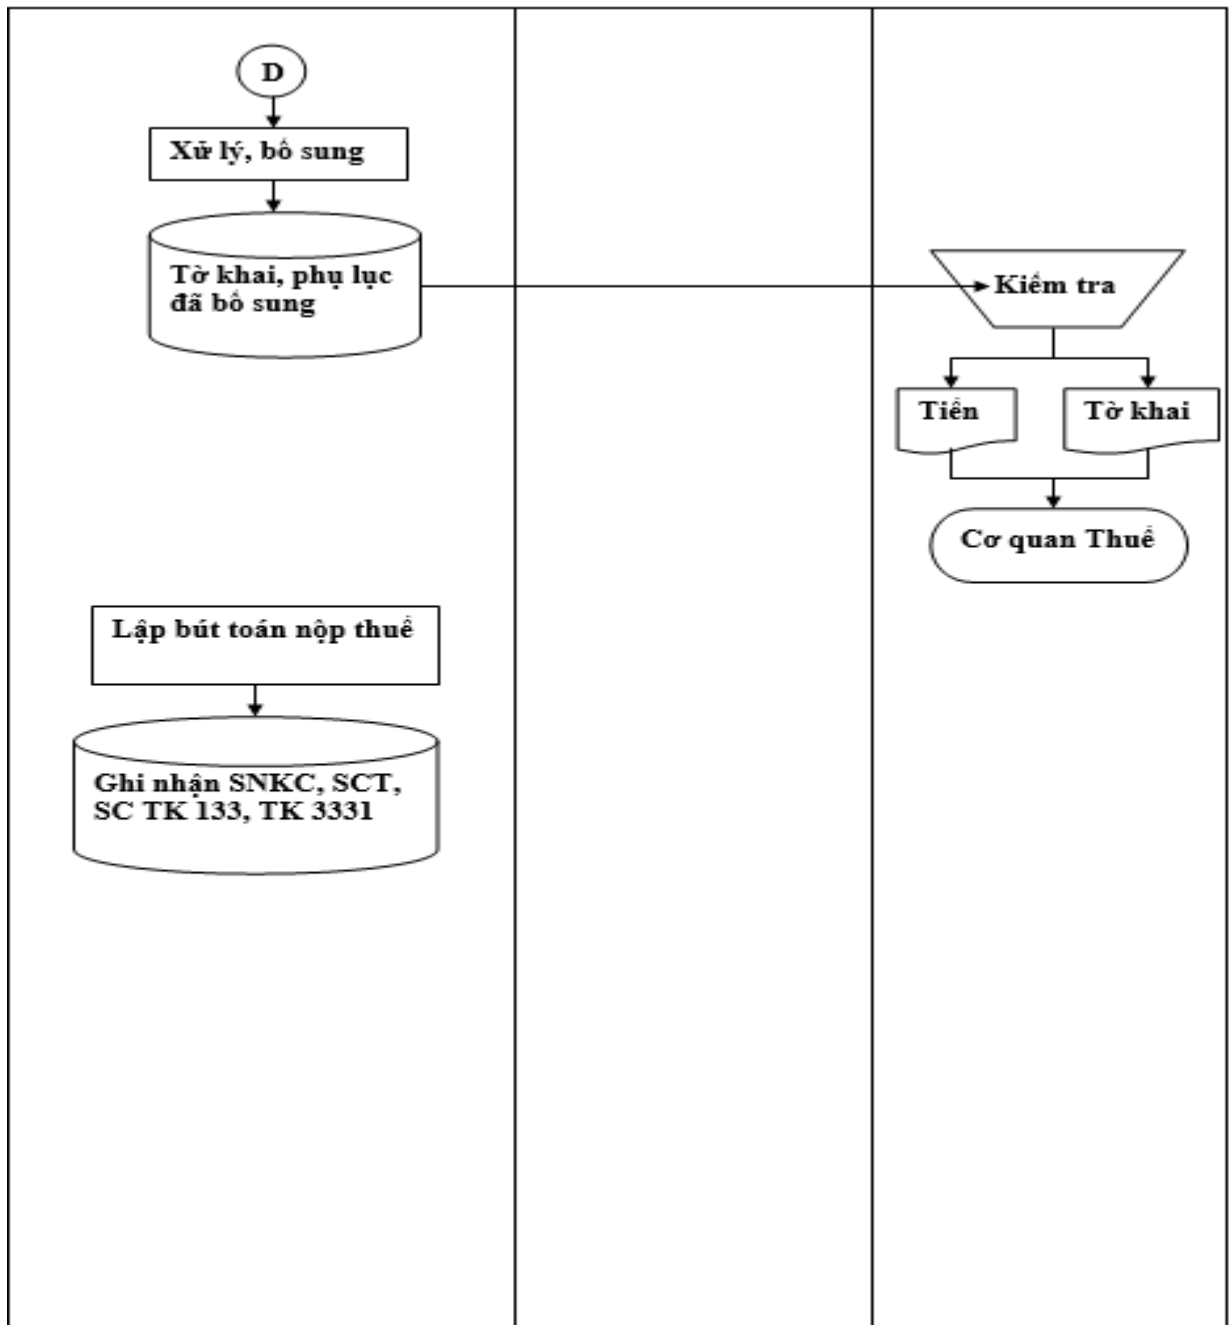 D
Xử lý, bổ sung
Tờ khai, phụ lục
đã bổ sung
Kiểm tra
Tiền
Tờ khai
Cơ quan Thuế
Lập bút toán nộp thuế
Ghi nhận SNKC, SCT,
SC TK 133, TK 3331